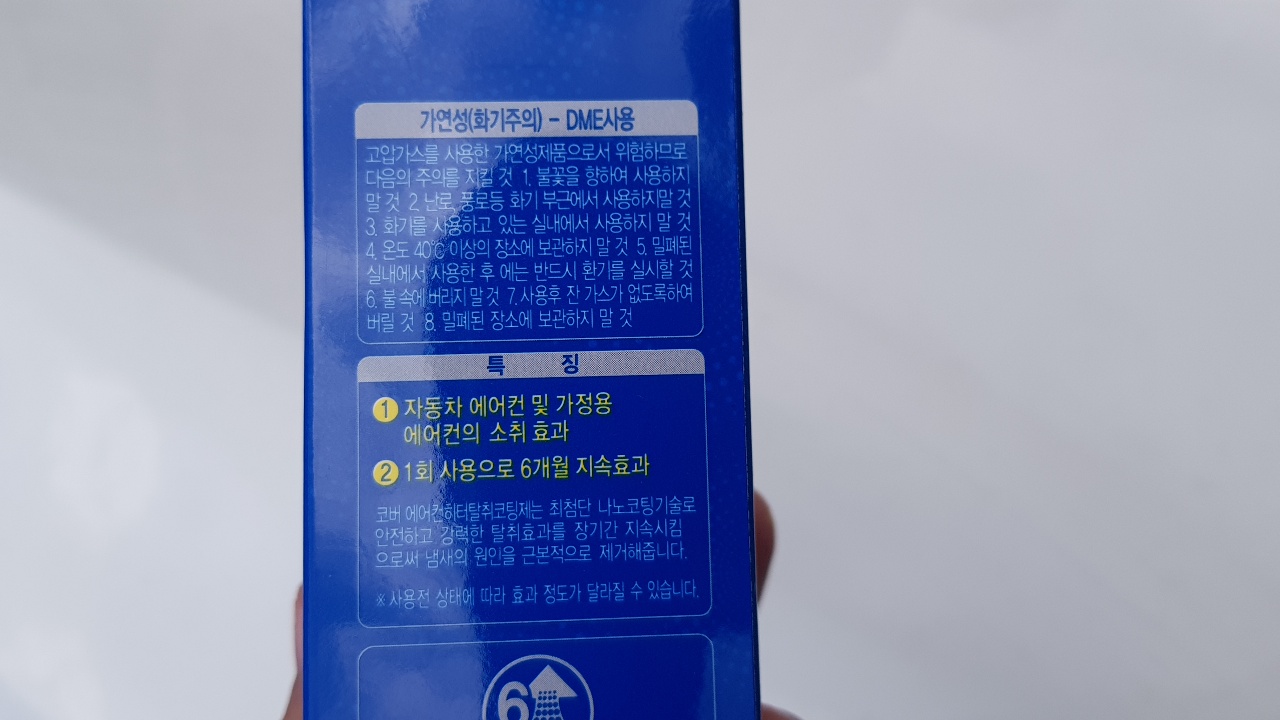 가연성(화기주의) - DME사용
고압가스를 사용한 가연성제품으로서 위험하므로
다음의 주의를 지킬 것 1. 불꽃을 향하여 사용하지
말 것 2. 난로, 풍로등 화기 부근에서 사용하지말 것
3. 화기를 사용하고 있는 실내에서 사용하지 말 것
4. 온도 40℃ 이상의 장소에 보관하지 말 것 5. 밀폐된
실내에서 사용한 후 에는 반드시 환기를 실시할 것
6. 불 속에 버리지 말 것 7. 사용후 잔 가스가 없도록하여
버릴 것 8. 밀폐된 장소에 보관하지 말 것
특 징
1 자동차 에어컨 및 가정용
에어컨의 소취 효과
2 1회 사용으로 6개월 지속효과
코버 에어컨히터탈취코팅제는 최첨단 나노코팅기술로
안전하고 강력한 탈취효과를 장기간 지속시킴
으로써 냄새의 원인을 근본적으로 제거해줍니다.
※ 사용전 상태에 따라 효과 정도가 달라질 수 있습니다.
6